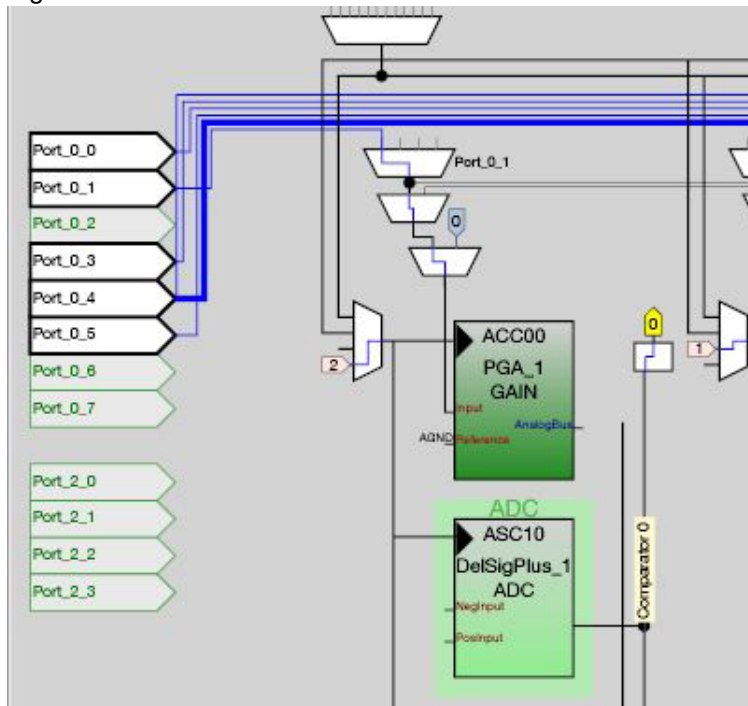 Port_0_0
Port_0_1
Port_0_2
Port_0_3
Port_0_4
Port_0_5
Port_0_6
Port_0_7
Port_2_0
Port_2_1
Port_2_2
Port_2_3
Port_0_1
0
2
ACC00
PGA_1
GAIN
Input
AGND
Reference
AnalogBus
0
1
ADC
ASC10
DelSigPlus_1
ADC
NegInput
PosInput
Comparator 0